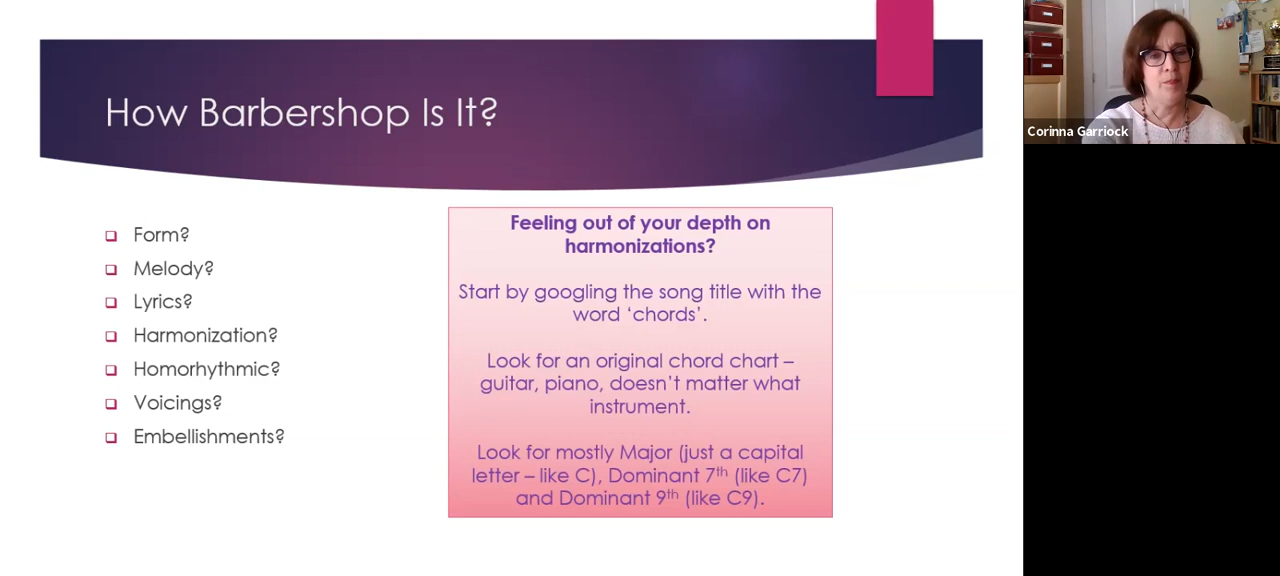 How Barbershop Is It?
Form?
Melody?
Lyrics?
Harmonization?
Homorhythmic?
Voicings?
Embellishments?
Feeling out of your depth on
harmonizations?
Start by googling the song title with the
word ‘chords’.
Look for an original chord chart –
guitar, piano, doesn’t matter what
instrument.
Look for mostly Major (just a capital
letter – like C), Dominant 7th (like C7)
and Dominant 9th (like C9).
Corinna Garriock